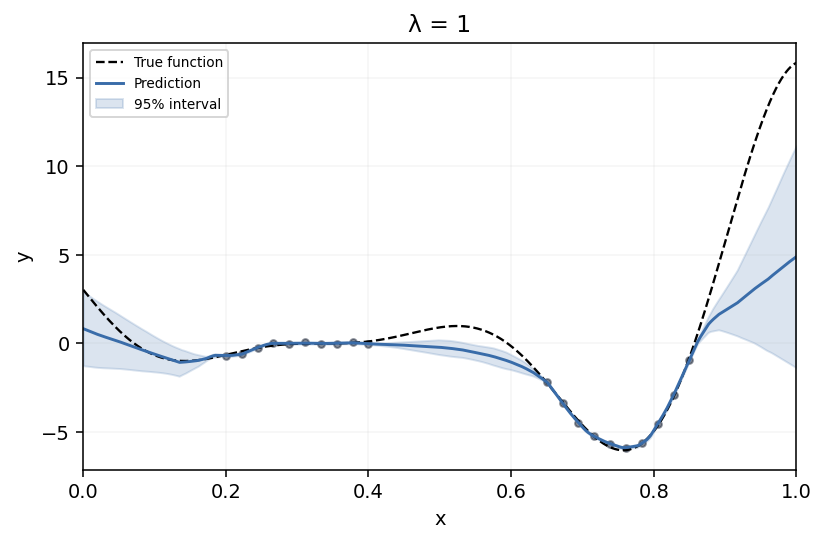 λ = 1
True function
Prediction
95% interval
y
15
10
5
0
−5
0.0 0.2 0.4 0.6 0.8 1.0
x